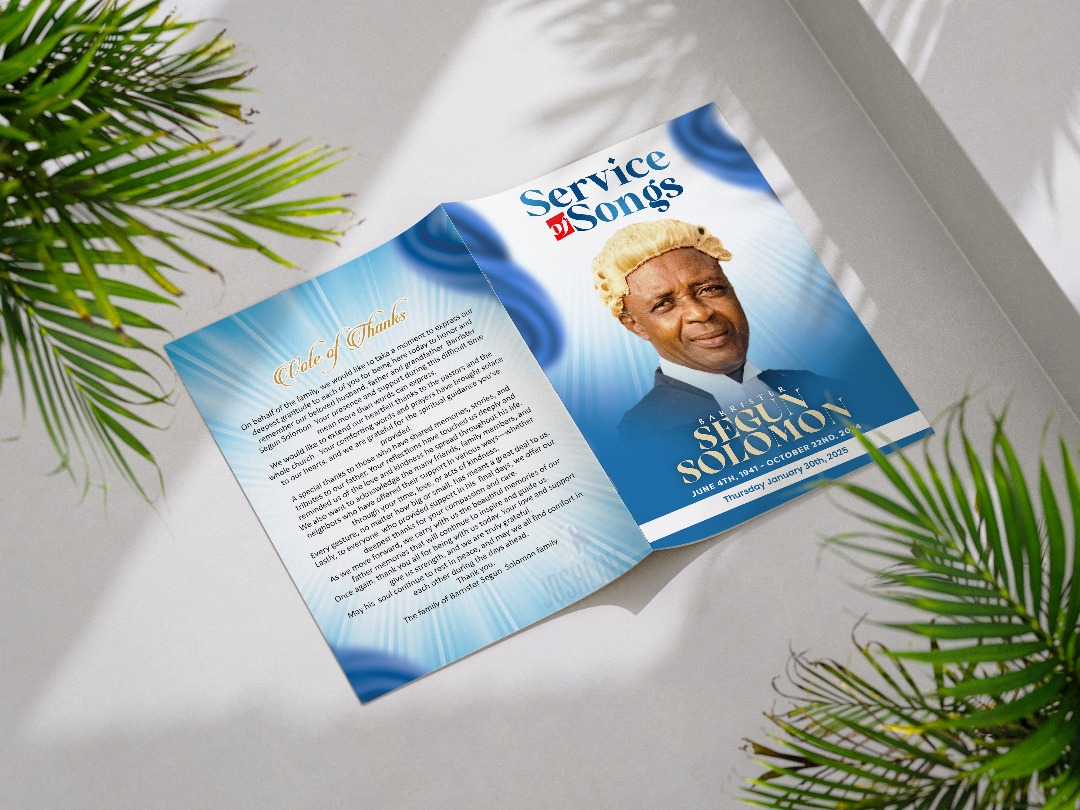 Vote of Thanks
On behalf of the family, we would like to take a moment to express our
deepest gratitude to each of you for being here today to honor and
remember our beloved husband, father and grandfather Barrister
Segun Solomon. Your presence and support during this difficult time
mean more than words can express.
We would like to extend our heartfelt thanks to the pastors and the
whole church. Your comforting words and prayers have brought solace
to our hearts, and we are grateful for the spiritual guidance you've
provided.
A special thanks to those who have shared memories, stories, and
tributes to our father. Your reflections have touched us deeply and
reminded us of the love and kindness he spread throughout his life.
We also want to acknowledge the many friends, family members, and
neighbors who have offered their support in various ways—whether
through your time, love, or acts of kindness.
Every gesture, no matter how big or small, has meant a great deal to us.
Lastly, to everyone who provided support in his final days, we offer our
deepest thanks for your compassion and care.
As we move forward, we carry with us the beautiful memories of our
father memories that will continue to inspire and guide us
Once again, thank you all for being with us today. Your love and support
give us strength, and we are truly grateful.
May his soul continue to rest in peace, and may we all find comfort in
each other during the days ahead.
Thank you.
The family of Barrister Segun Solomon family
Service
of Songs
BARRISTER
SEGUN
SOLOMON
JUNE 4TH, 1941 - OCTOBER 22ND,
Thursday January 30th, 2025